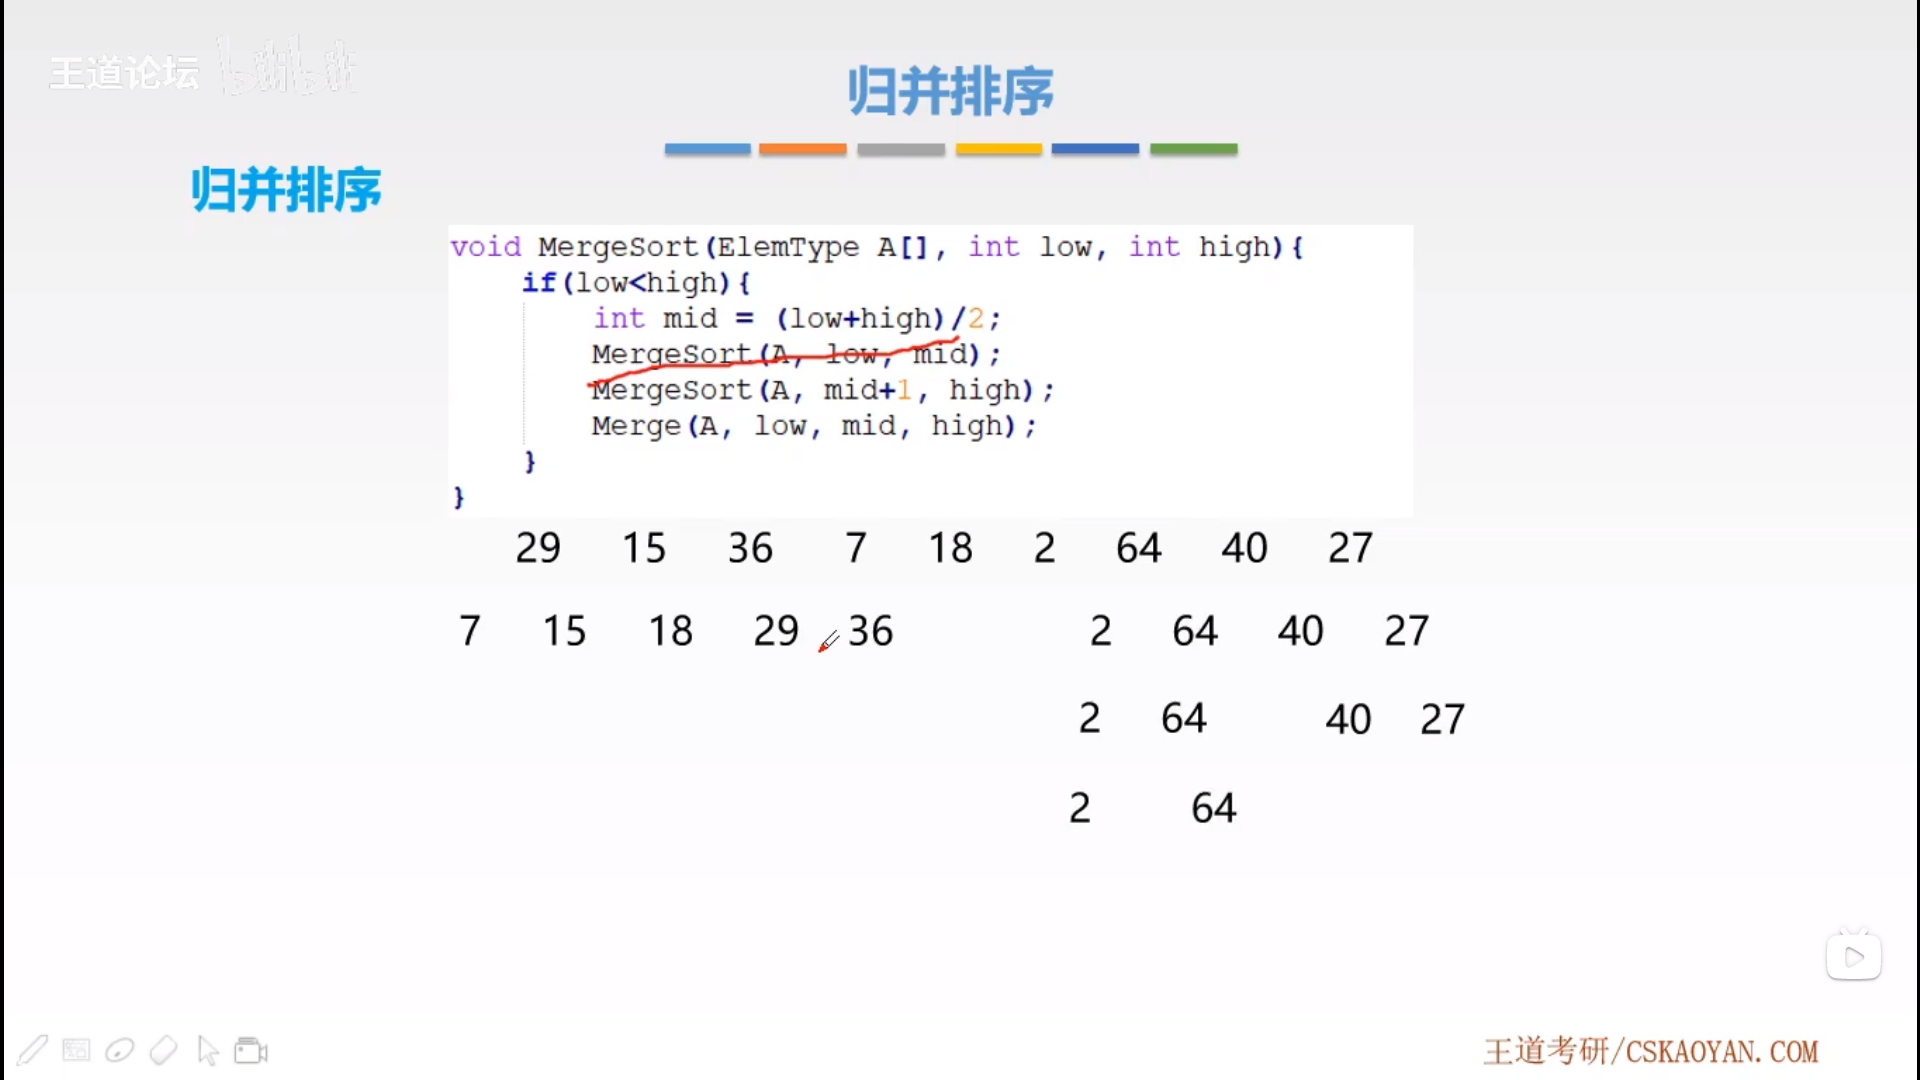 王道论坛 bilibili
归并排序
归并排序
void MergeSort(ElemType A[], int low, int high){
if(low<high){
int mid = (low+high)/2;
MergeSort(A, low, mid);
MergeSort(A, mid+1, high);
Merge(A, low, mid, high);
}
}
29 15 36 7 18 2 64 40 27
7 15 18 29 36 2 64 40 27
2 64 40 27
2 64
王道考研/CSKAOYAN.COM